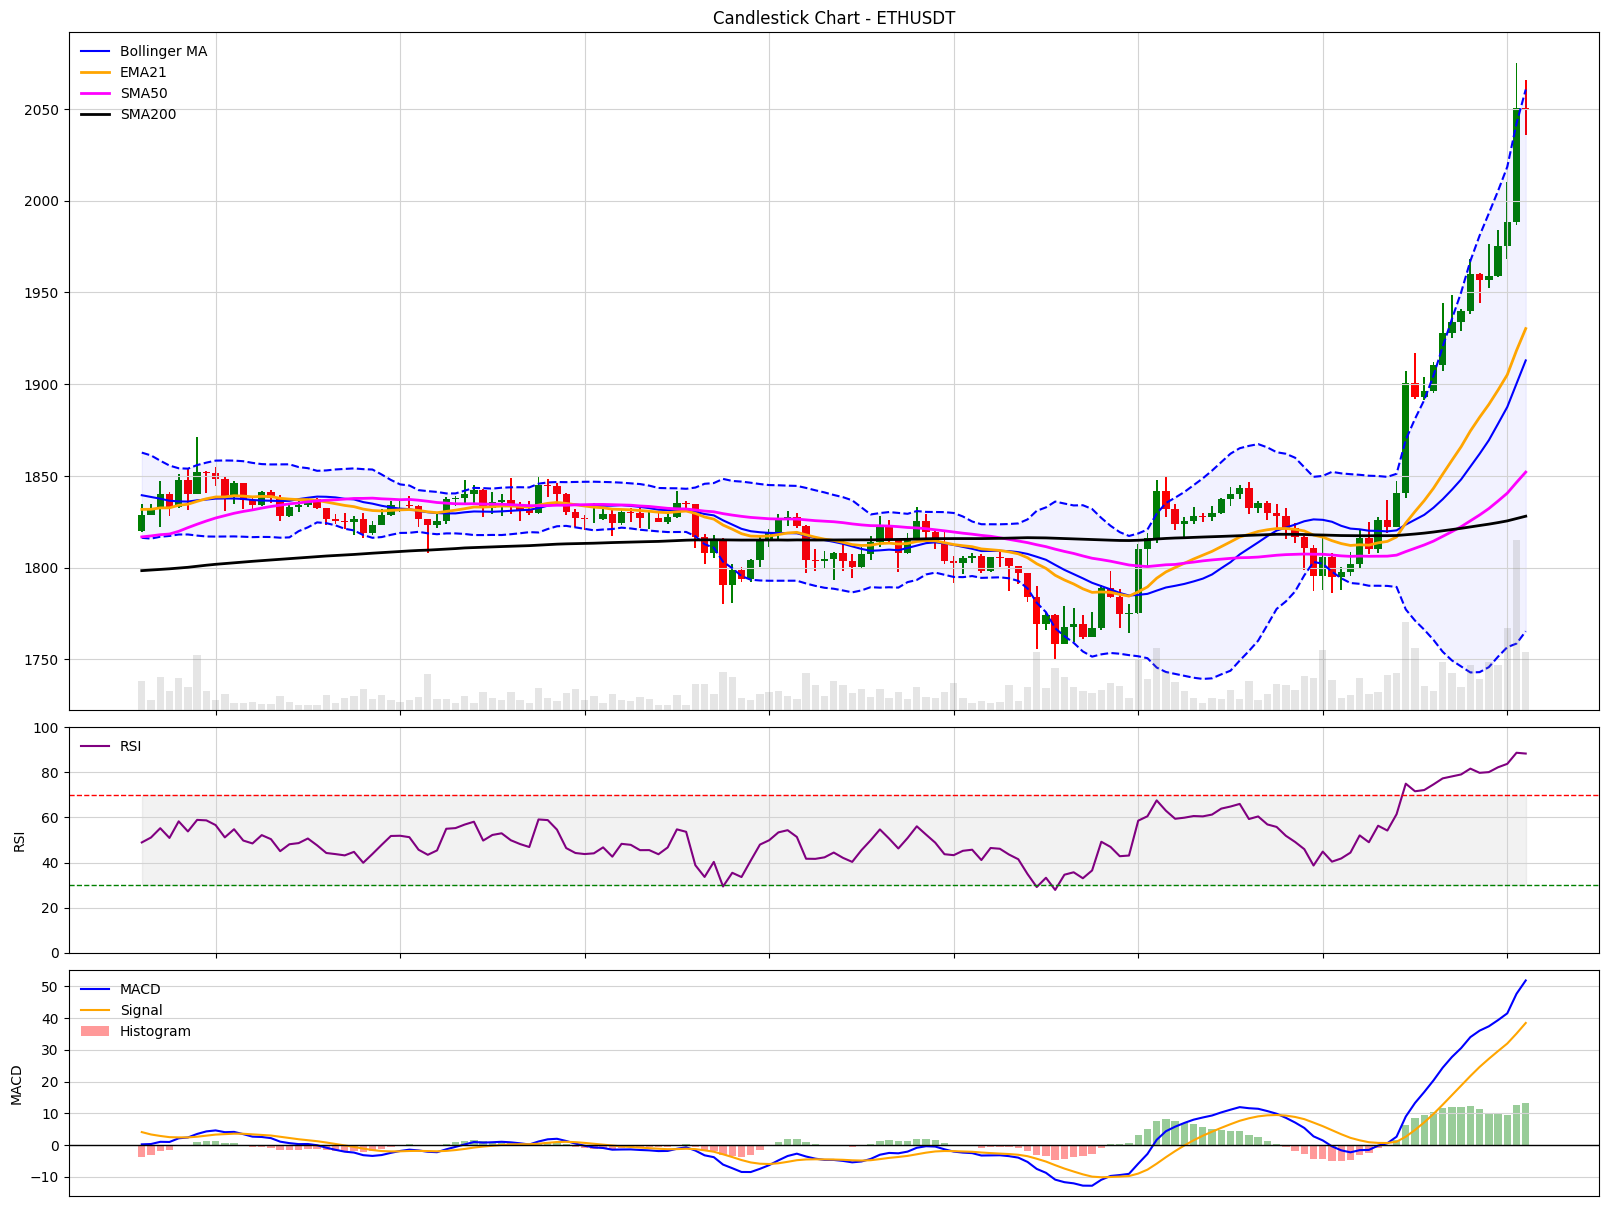 Candlestick Chart - ETHUSDT
Bollinger MA
EMA21
SMA50
SMA200
2050
2000
1950
1900
1850
1800
1750
RSI
100
80
60
40
20
0
RSI
MACD
Signal
Histogram
50
40
30
20
10
0
−10
MACD